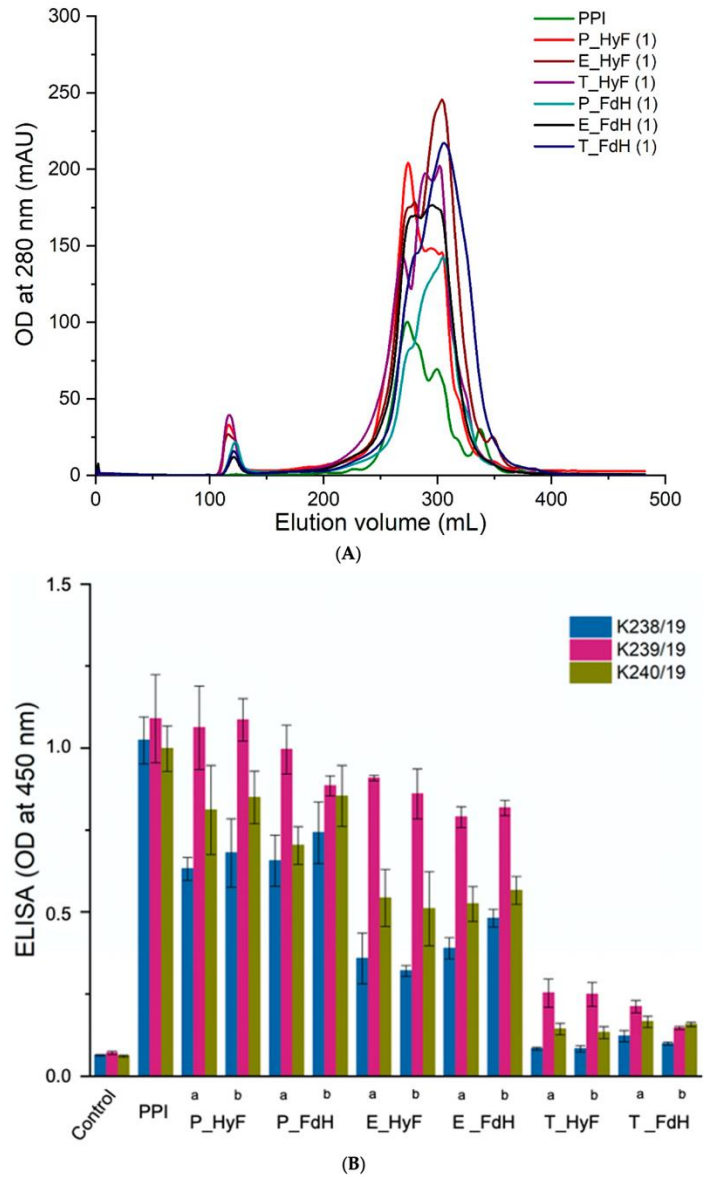 300
250
200
150
100
50
0
OD at 280 nm (mAU)
PPI
P_HyF (1)
E_HyF (1)
T_HyF (1)
P_FdH (1)
E_FdH (1)
T_FdH (1)
0 100 200 300 400 500
Elution volume (mL)
(A)
1.5
1.0
0.5
0.0
ELISA (OD at 450 nm)
K238/19
K239/19
K240/19
a b a b a b a b a b a b
Control PPI P_HyF P_FdH E_HyF E_FdH T_HyF T_FdH
(B)